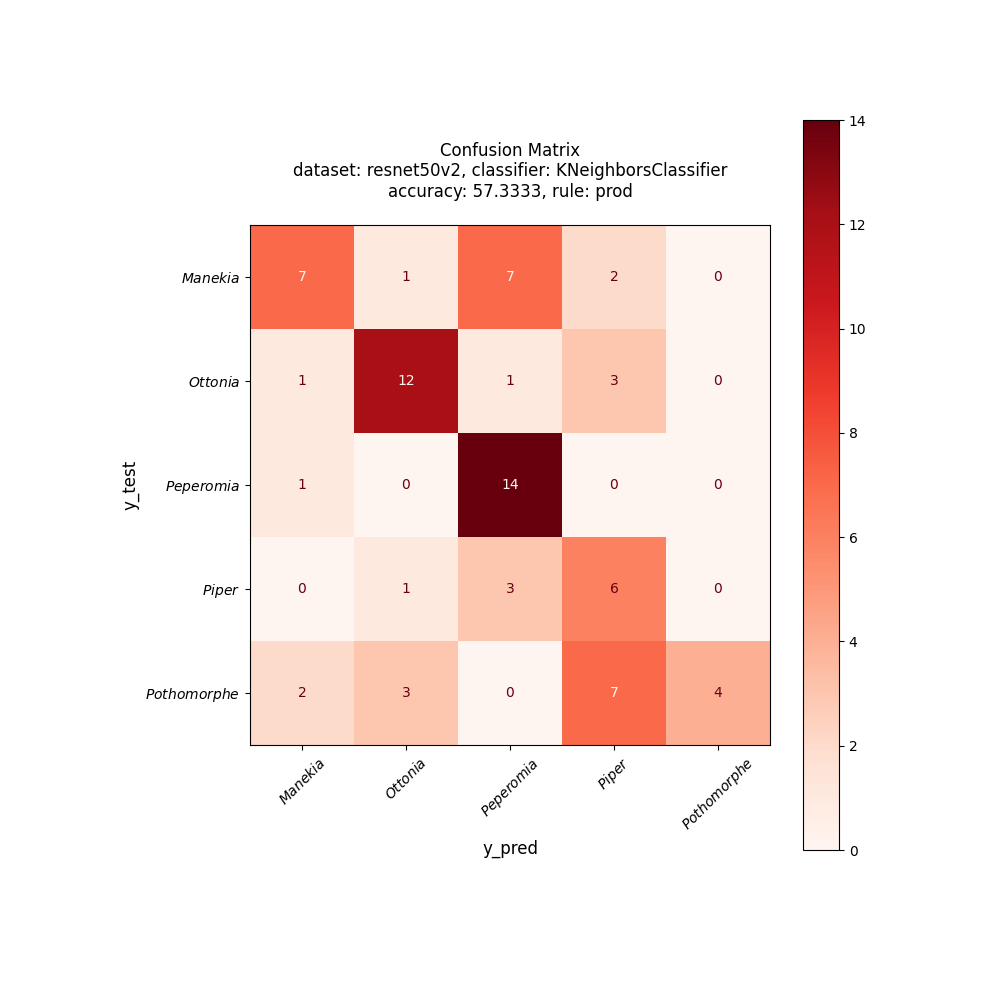 Confusion Matrix
dataset: resnet50v2, classifier: KNeighborsClassifier
accuracy: 57.3333, rule: prod
14
12
10
8
6
4
2
0
y_test
Manekia 7 1 7 2 0
Ottonia 1 12 1 3 0
Peperomia 1 0 14 0 0
Piper 0 1 3 6 0
Pothomorphe 2 3 0 7 4
Manekia Ottonia Peperomia Piper Pothomorphe
y_pred